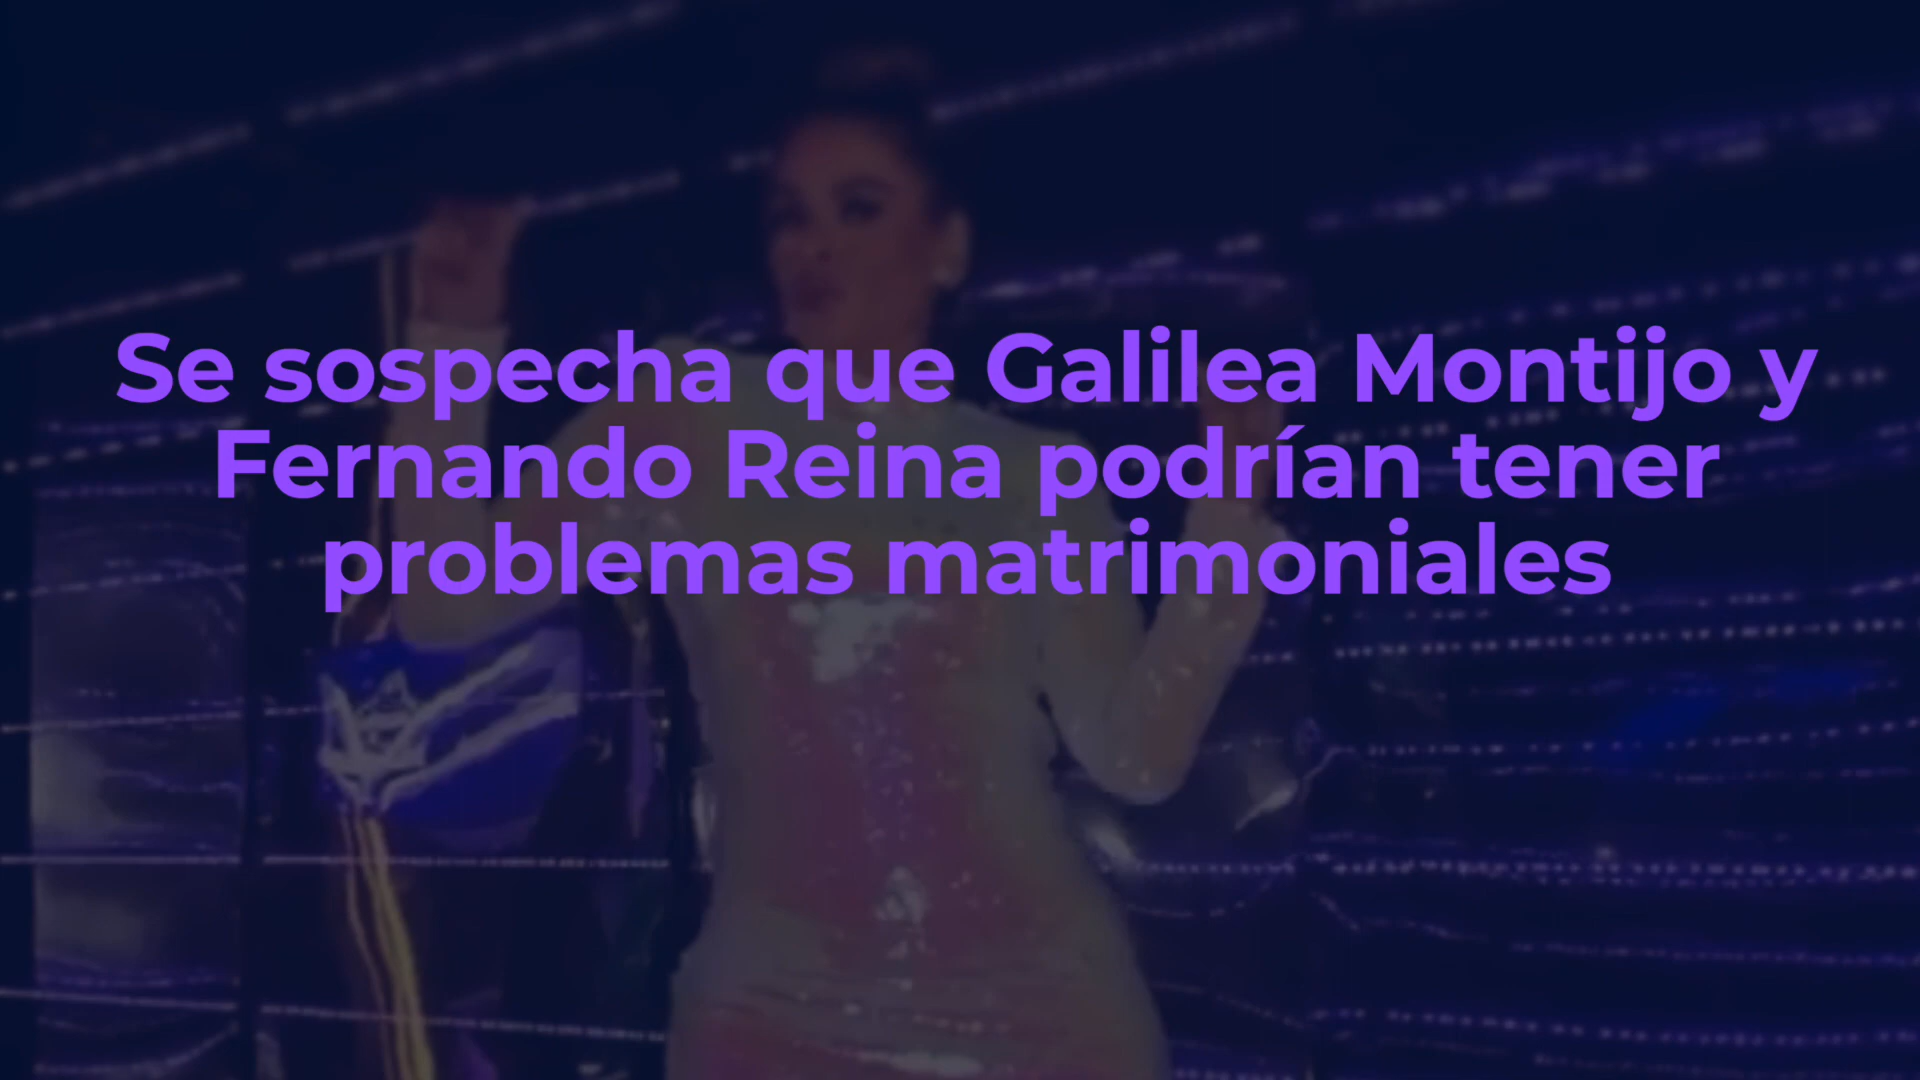 Se sospecha que Galilea Montijo y
Fernando Reina podrían tener
problemas matrimoniales